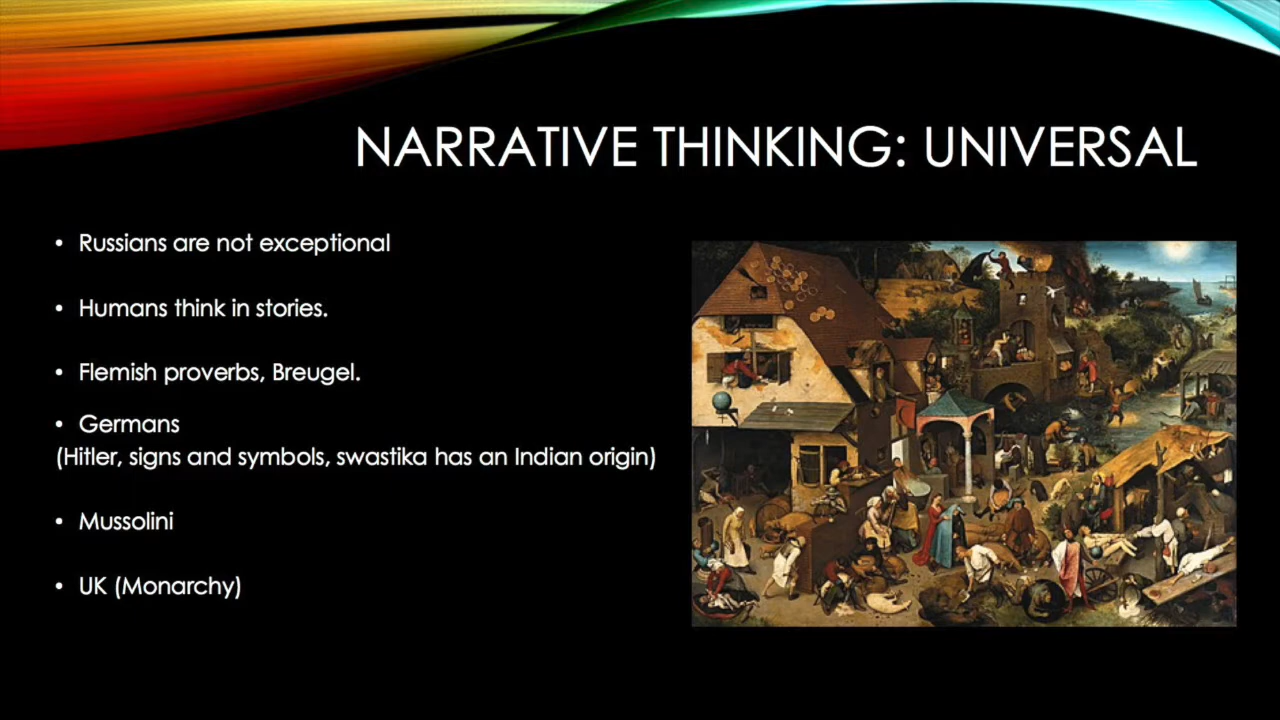 NARRATIVE THINKING: UNIVERSAL
• Russians are not exceptional
• Humans think in stories.
• Flemish proverbs, Breugel.
• Germans
(Hitler, signs and symbols, swastika has an Indian origin)
• Mussolini
• UK (Monarchy)